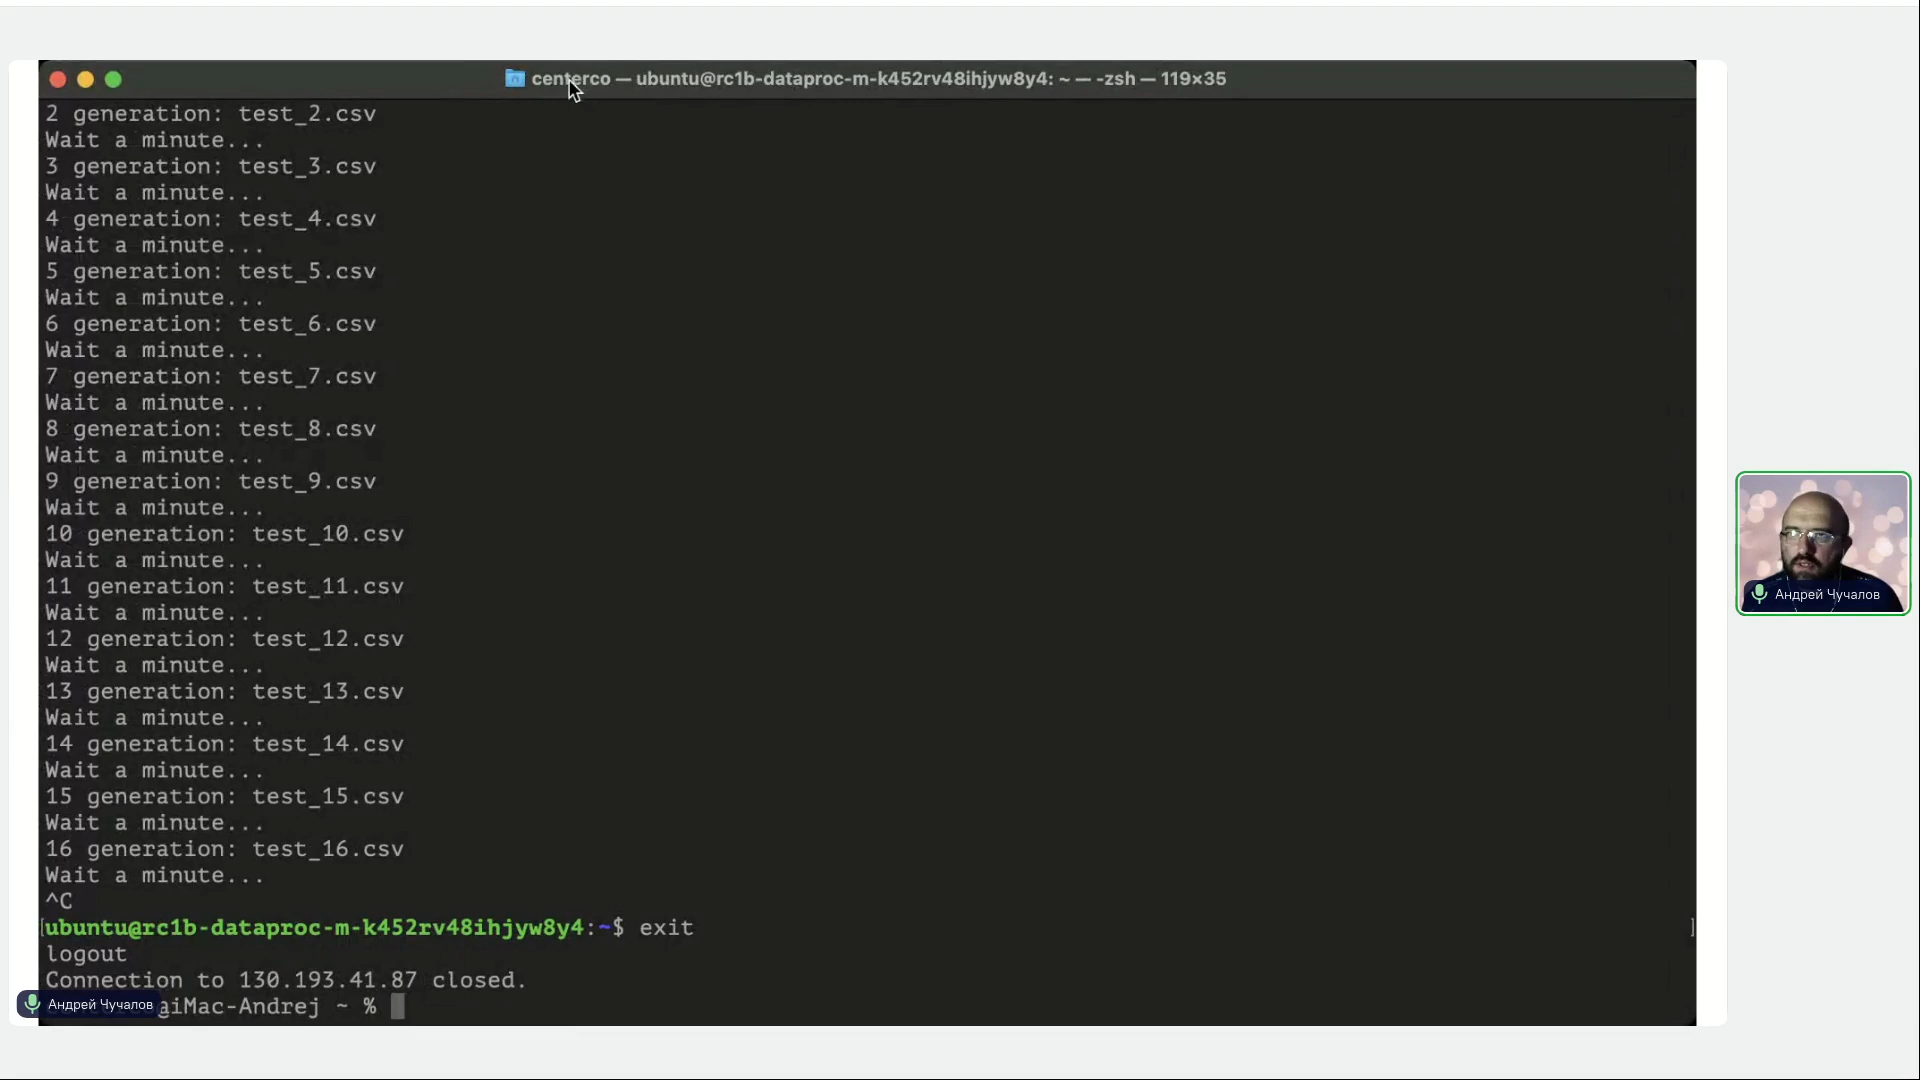 centerco — ubuntu@rc1b-dataproc-m-k452rv48ihjyw8y4: ~ — -zsh — 119×35
2 generation: test_2.csv
Wait a minute...
3 generation: test_3.csv
Wait a minute...
4 generation: test_4.csv
Wait a minute...
5 generation: test_5.csv
Wait a minute...
6 generation: test_6.csv
Wait a minute...
7 generation: test_7.csv
Wait a minute...
8 generation: test_8.csv
Wait a minute...
9 generation: test_9.csv
Wait a minute...
10 generation: test_10.csv
Wait a minute...
11 generation: test_11.csv
Wait a minute...
12 generation: test_12.csv
Wait a minute...
13 generation: test_13.csv
Wait a minute...
14 generation: test_14.csv
Wait a minute...
15 generation: test_15.csv
Wait a minute...
16 generation: test_16.csv
Wait a minute...
^C
[ubuntu@rc1b-dataproc-m-k452rv48ihjyw8y4:~$ exit ]
logout
Connection to 130.193.41.87 closed.
@iMac-Andrej ~ %
Андрей Чучалов
Андрей Чучалов